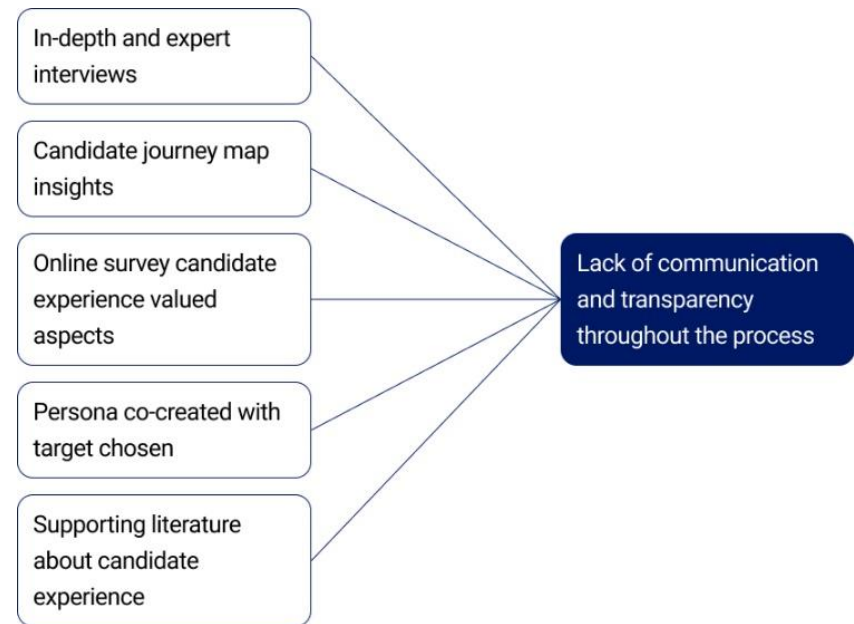 In-depth and expert
interviews
Candidate journey map
insights
Online survey candidate
experience valued
aspects
Persona co-created with
target chosen
Supporting literature
about candidate
experience
Lack of communication
and transparency
throughout the process